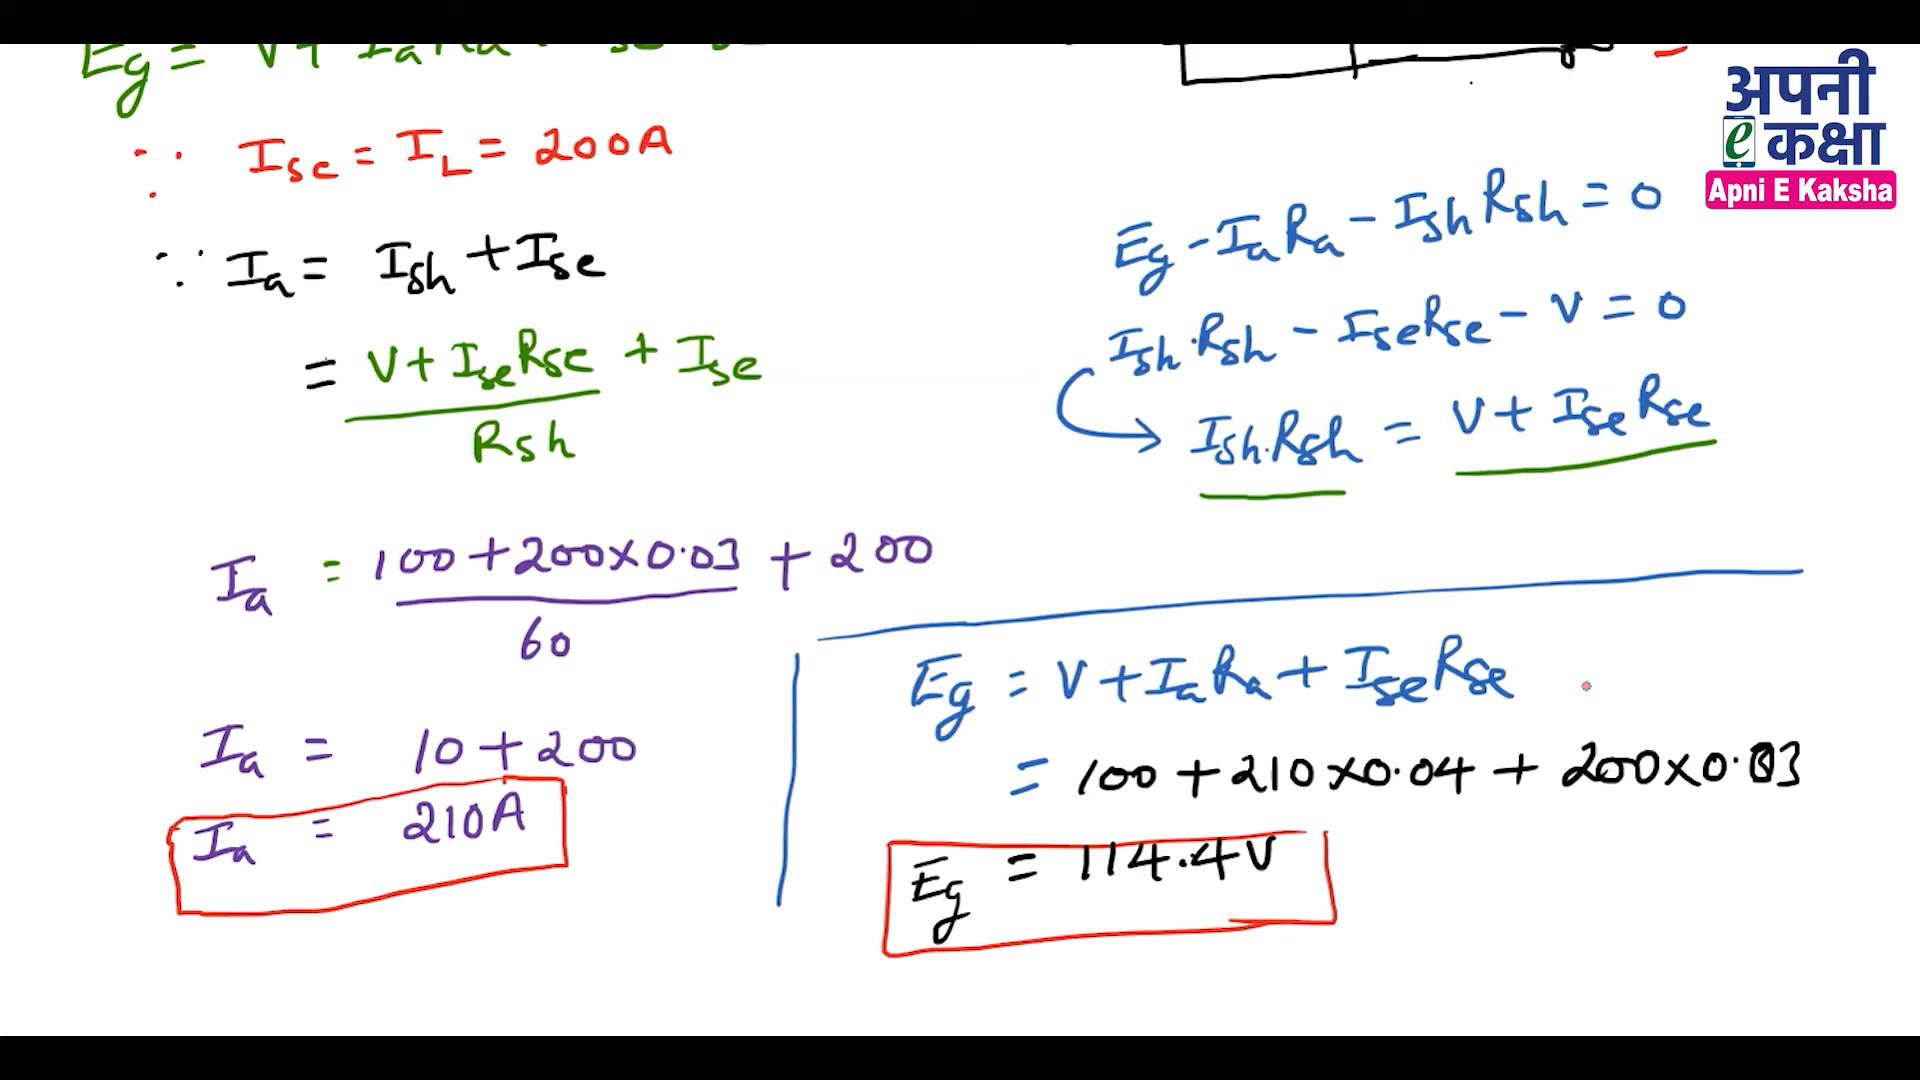 Eg = V + IaRa
अपनी
e कक्षा
Apni E Kaksha
∵ Ise = IL = 200A
∵ Ia = Ish + Ise
= V + IseRse + Ise
Rsh
Eg - IaRa - IshRsh = 0
Ish.Rsh - IseRse - V = 0
Ish.Rsh = V + IseRse
Ia = 100 + 200×0.03 + 200
60
Ia = 10 + 200
Ia = 210A
Eg = V + IaRa + IseRse
= 100 + 210×0.04 + 200×0.03
Eg = 114.4V